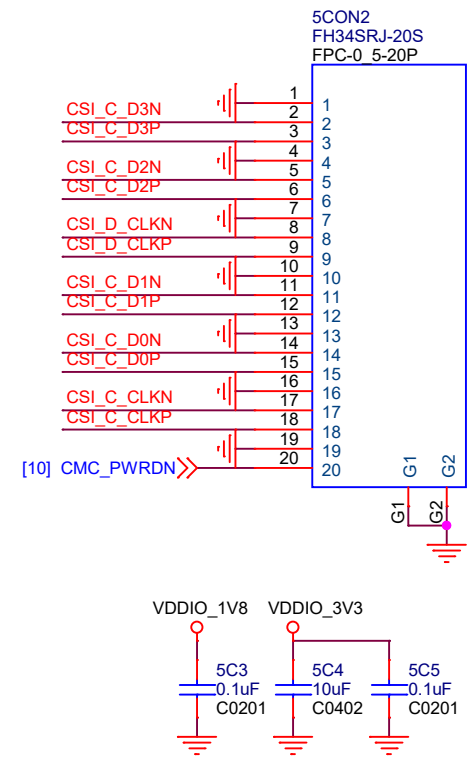 5CON2
FH34SRJ-20S
FPC-0_5-20P
1 1
CSI_C_D3N 2 2
CSI_C_D3P 3 3
4 4
CSI_C_D2N 5 5
CSI_C_D2P 6 6
7 7
CSI_D_CLKN 8 8
CSI_D_CLKP 9 9
10 10
CSI_C_D1N 11 11
CSI_C_D1P 12 12
13 13
CSI_C_D0N 14 14
CSI_C_D0P 15 15
16 16
CSI_C_CLKN 17 17
CSI_C_CLKP 18 18
19 19
[10] CMC_PWRDN 20 20
G1 G2
G1 G2
VDDIO_1V8 VDDIO_3V3
5C3 5C4 5C5
0.1uF 10uF 0.1uF
C0201 C0402 C0201